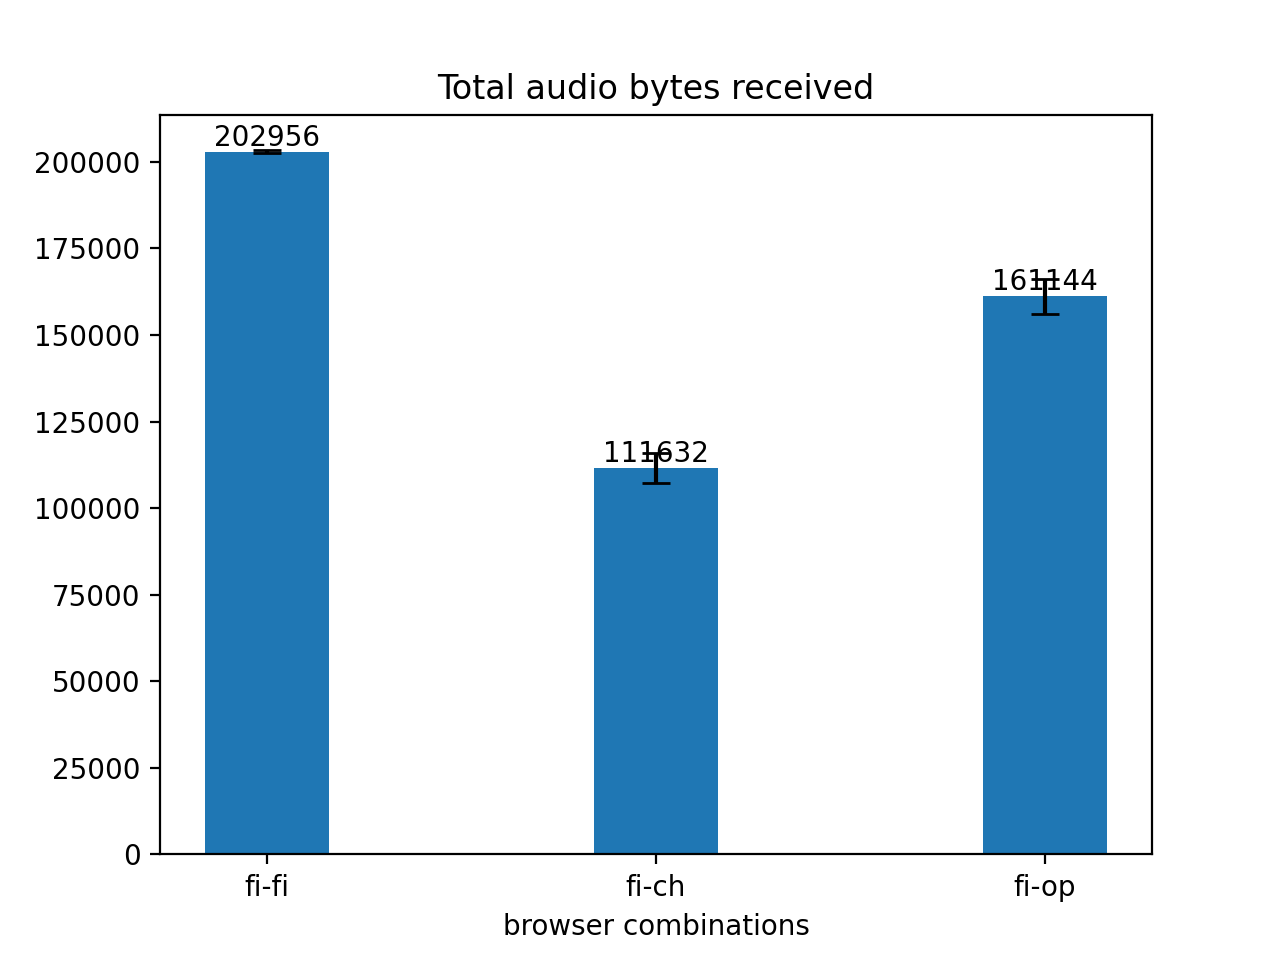 Total audio bytes received
202956
200000
175000
161144
150000
125000
111632
100000
75000
50000
25000
0
fi-fi
fi-ch
fi-op
browser combinations